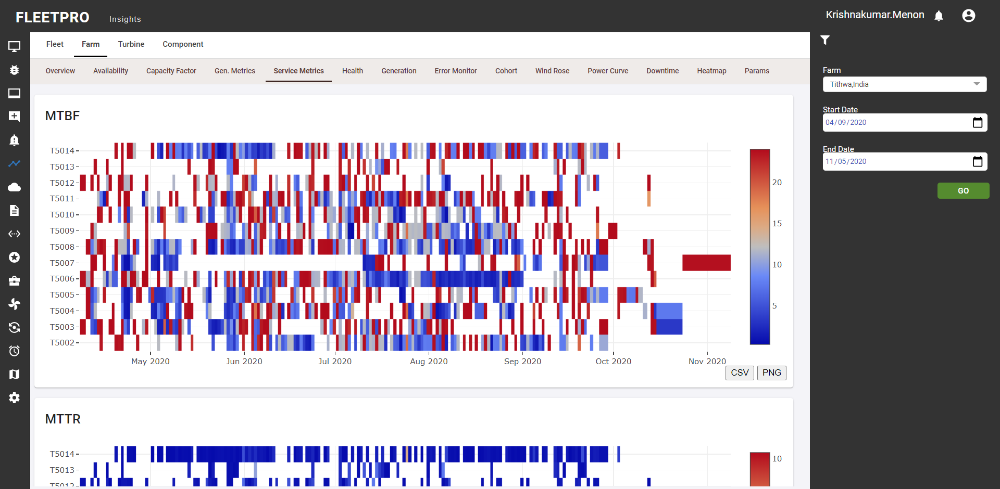 FLEETPRO
Insights
Krishnakumar.Menon
Fleet Farm Turbine Component
Overview Availability Capacity Factor Gen. Metrics Service Metrics Health Generation Error Monitor Cohort Wind Rose Power Curve Downtime Heatmap Params
Farm
Tithwa,India
Start Date
04/09/2020
End Date
11/05/2020
GO
MTBF
T5014
T5013
T5012
T5011
T5010
T5009
T5008
T5007
T5006
T5005
T5004
T5003
T5002
May 2020 Jun 2020 Jul 2020 Aug 2020 Sep 2020 Oct 2020 Nov 2020
20
15
10
5
CSV PNG
MTTR
T5014
T5013
T5012
10